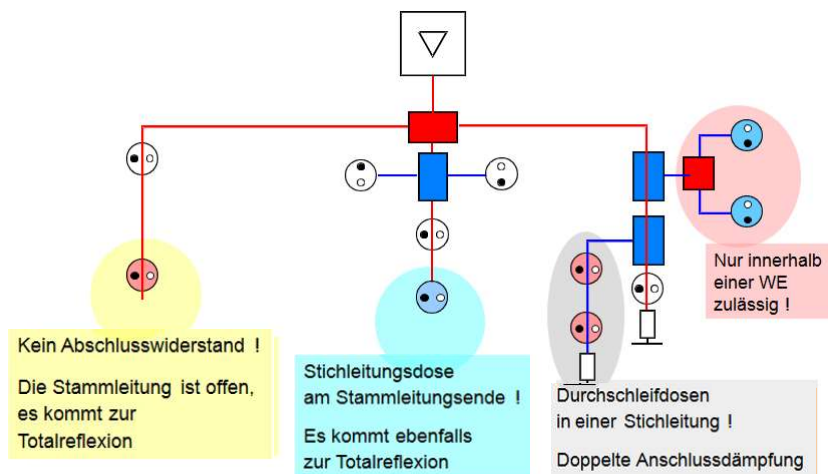 Nur innerhalb
einer WE
zulässig !
Kein Abschlusswiderstand !
Die Stammleitung ist offen,
es kommt zur
Totalreflexion
Stichleitungsdose
am Stammleitungsende !
Es kommt ebenfalls
zur Totalreflexion
Durchschleifdosen
in einer Stichleitung !
Doppelte Anschlussdämpfung